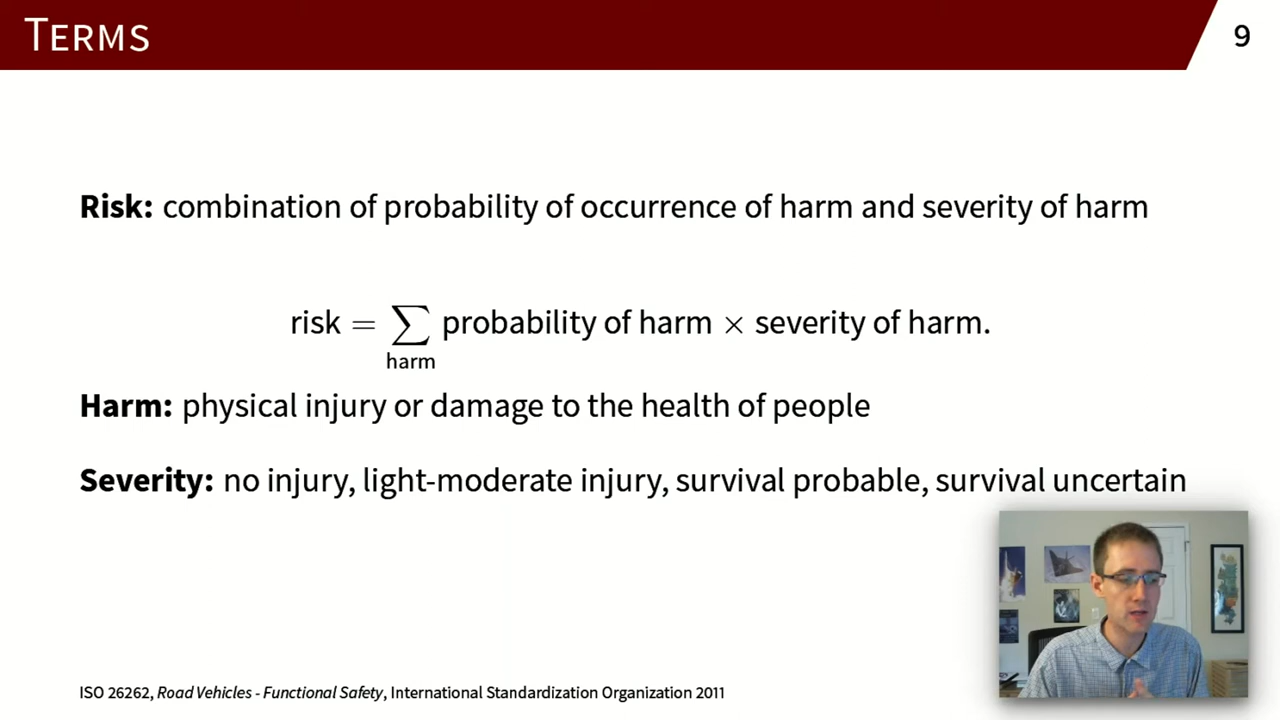 TERMS
9
Risk: combination of probability of occurrence of harm and severity of harm
risk = ∑ probability of harm × severity of harm.
harm
Harm: physical injury or damage to the health of people
Severity: no injury, light-moderate injury, survival probable, survival uncertain
ISO 26262, Road Vehicles - Functional Safety, International Standardization Organization 2011